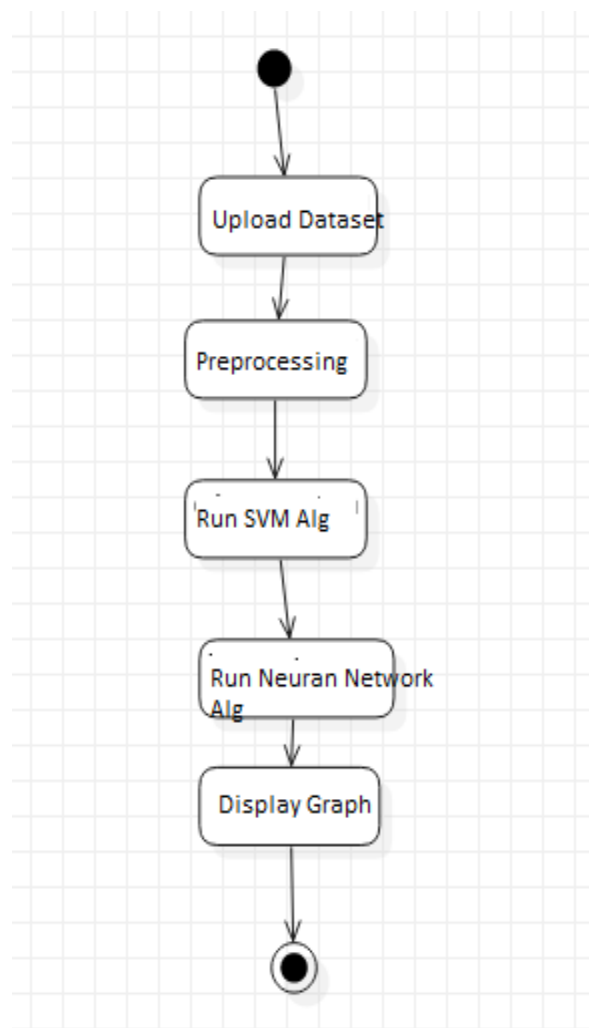 Upload Dataset
Preprocessing
Run SVM Alg
Run Neuran Network
Alg
Display Graph